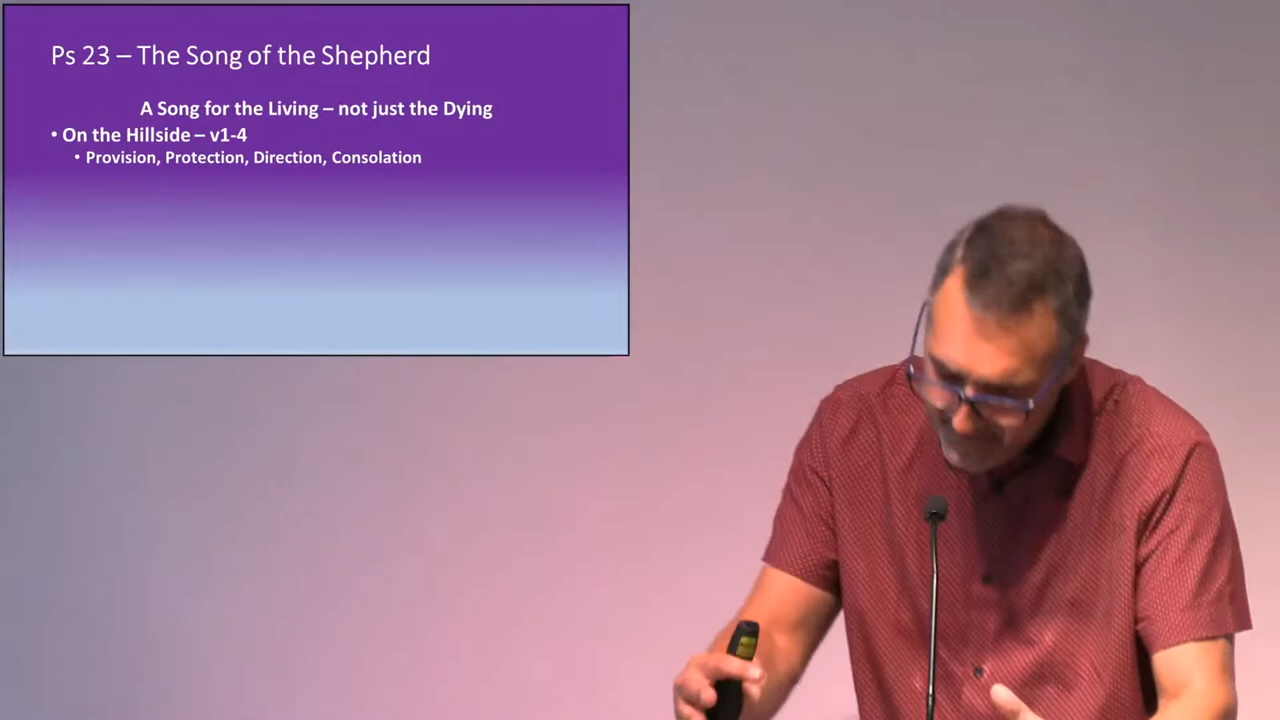 Ps 23 – The Song of the Shepherd
A Song for the Living – not just the Dying
• On the Hillside – v1-4
• Provision, Protection, Direction, Consolation